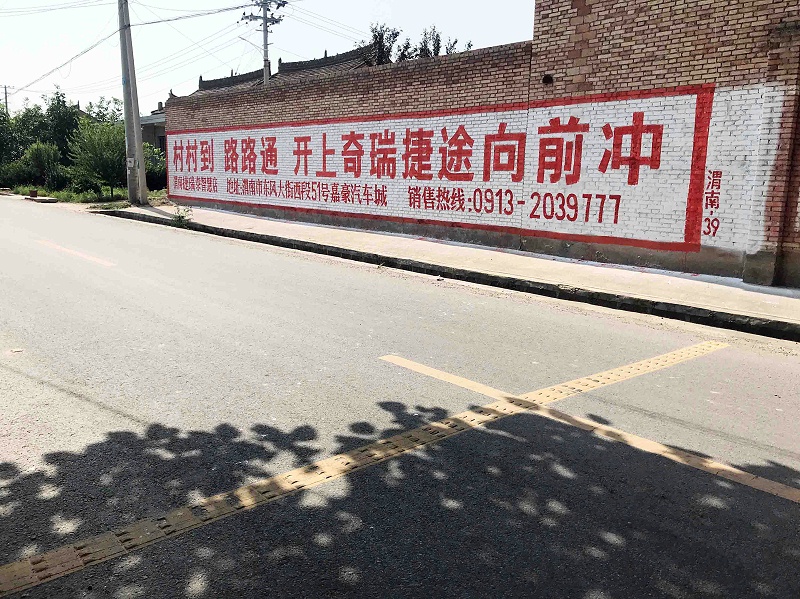 村村到 路路通 开上奇瑞捷途向前冲
地址:渭南市东风大街西段51号嘉豪汽车城 销售热线:0913-2039777
渭南-39